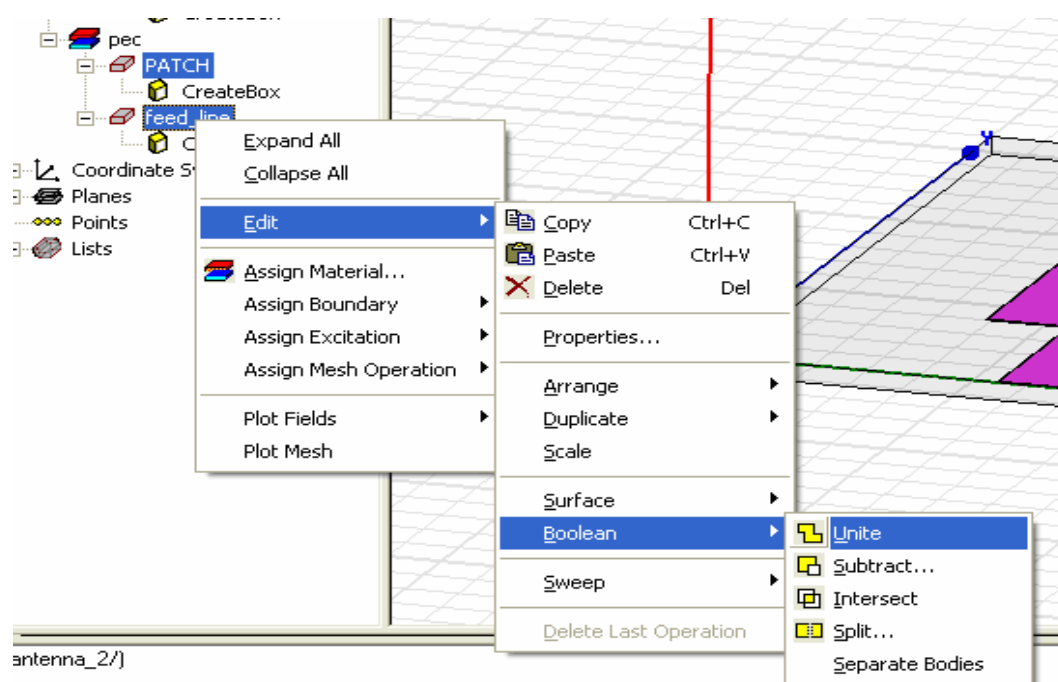 pec
PATCH
CreateBox
feed_line
Coordinate S
Planes
Points
Lists
Expand All
Collapse All
Edit
Assign Material...
Assign Boundary
Assign Excitation
Assign Mesh Operation
Plot Fields
Plot Mesh
Copy Ctrl+C
Paste Ctrl+V
Delete Del
Properties...
Arrange
Duplicate
Scale
Surface
Boolean
Sweep
Delete Last Operation
Unite
Subtract...
Intersect
Split...
Separate Bodies
Y
antenna_2/)